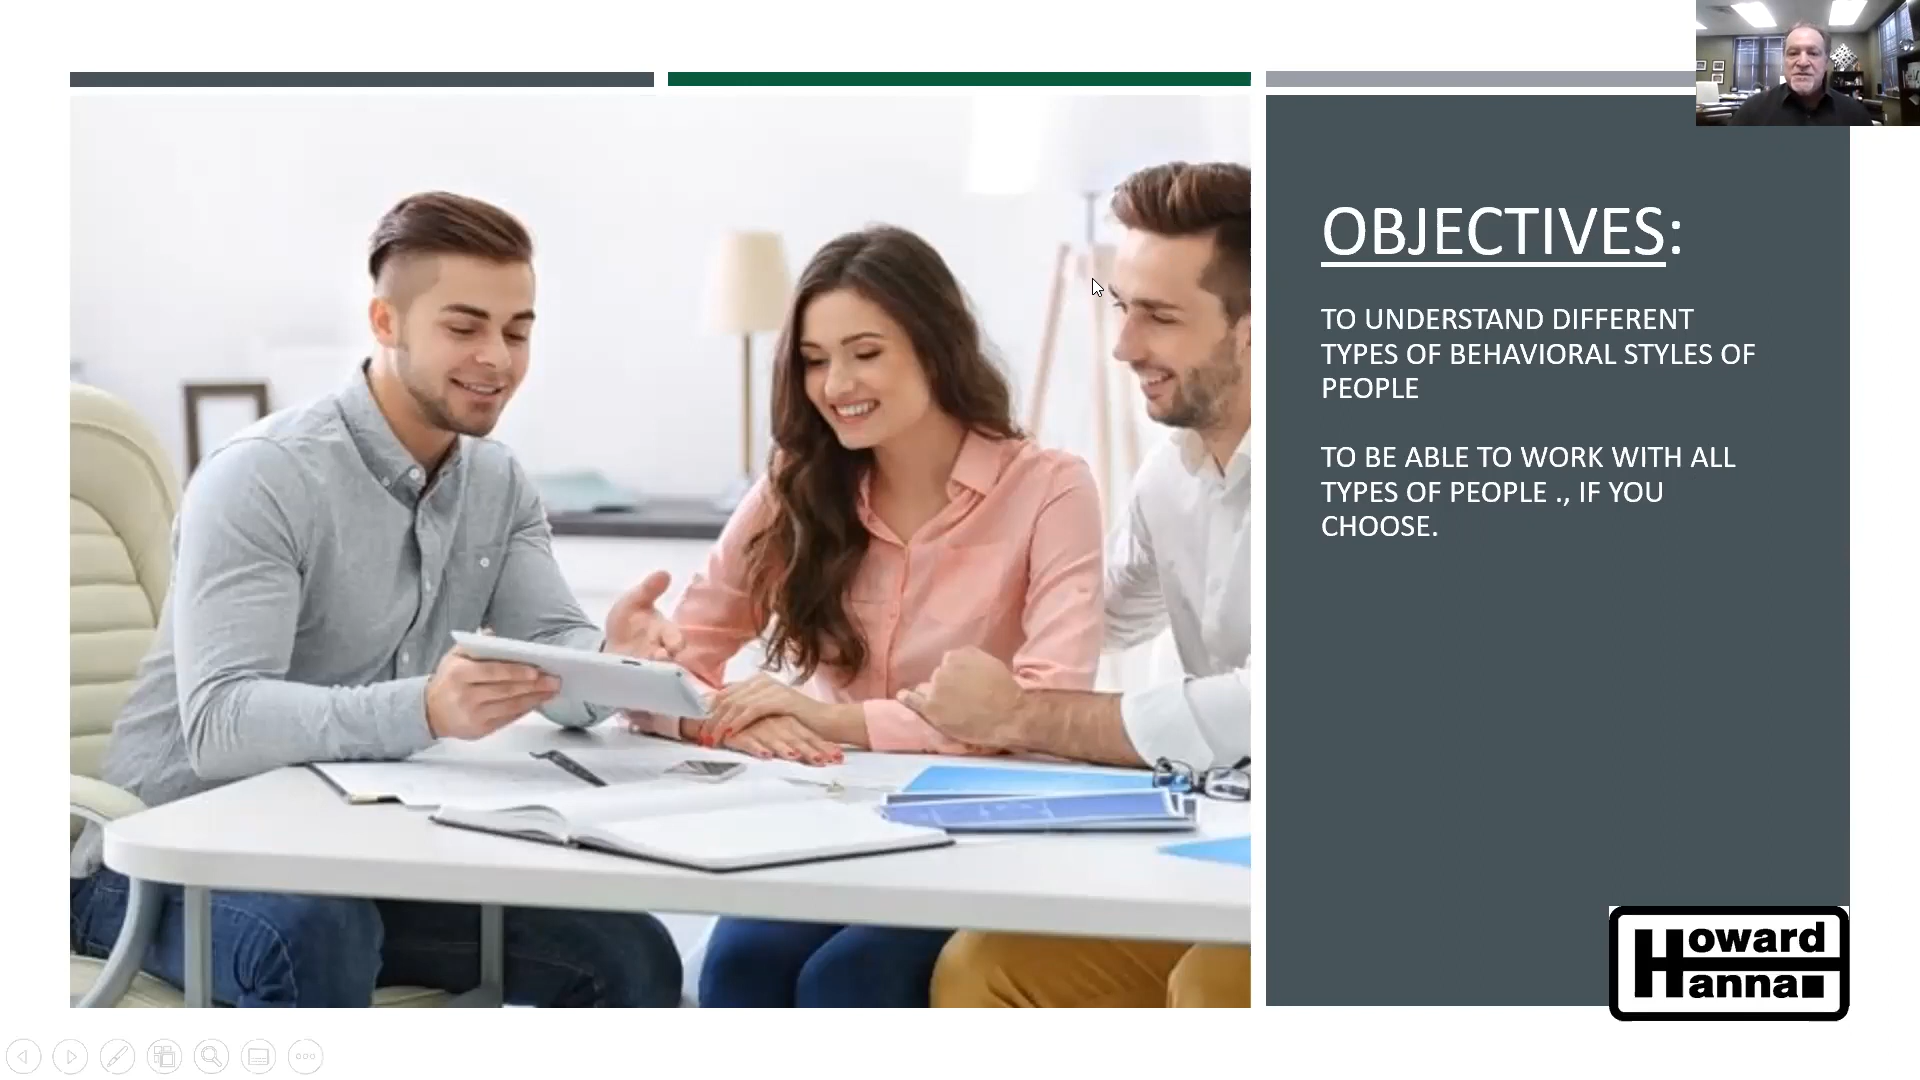 OBJECTIVES:
TO UNDERSTAND DIFFERENT
TYPES OF BEHAVIORAL STYLES OF
PEOPLE
TO BE ABLE TO WORK WITH ALL
TYPES OF PEOPLE ., IF YOU
CHOOSE.
Howard
Hanna